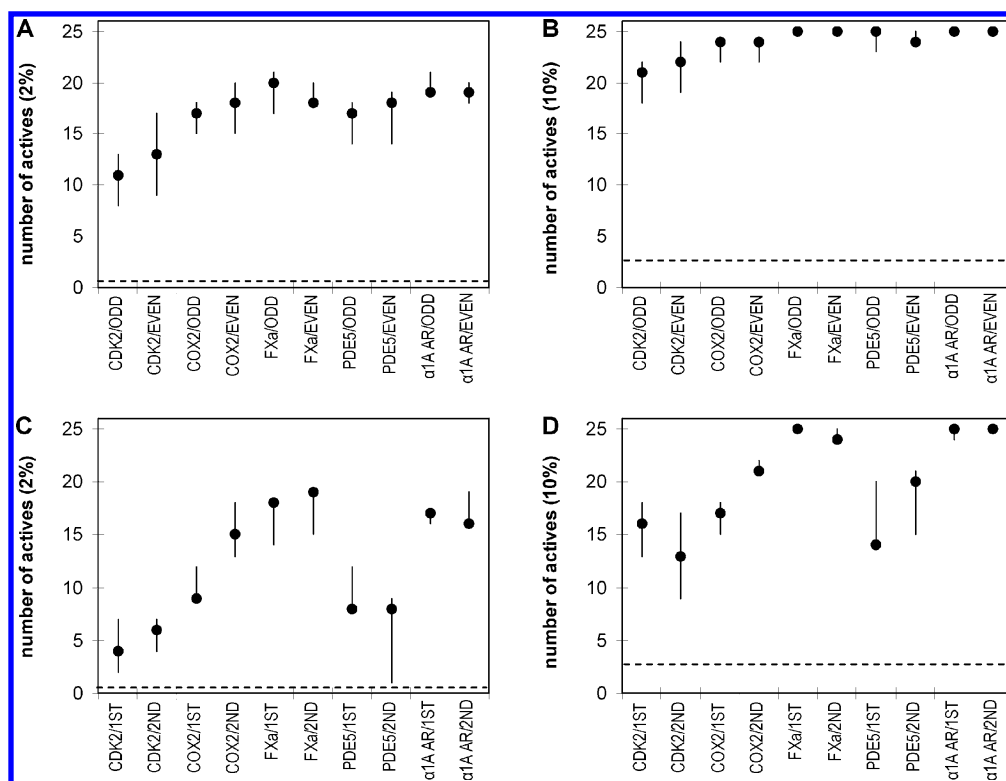 A
number of actives (2%)
25
20
15
10
5
0
CDK2/ODD
CDK2/EVEN
COX2/ODD
COX2/EVEN
FXa/ODD
FXa/EVEN
PDE5/ODD
PDE5/EVEN
α1A AR/ODD
α1A AR/EVEN
B
number of actives (10%)
25
20
15
10
5
0
CDK2/ODD
CDK2/EVEN
COX2/ODD
COX2/EVEN
FXa/ODD
FXa/EVEN
PDE5/ODD
PDE5/EVEN
α1A AR/ODD
α1A AR/EVEN
C
number of actives (2%)
25
20
15
10
5
0
CDK2/1ST
CDK2/2ND
COX2/1ST
COX2/2ND
FXa/1ST
FXa/2ND
PDE5/1ST
PDE5/2ND
α1A AR/1ST
α1A AR/2ND
D
number of actives (10%)
25
20
15
10
5
0
CDK2/1ST
CDK2/2ND
COX2/1ST
COX2/2ND
FXa/1ST
FXa/2ND
PDE5/1ST
PDE5/2ND
α1A AR/1ST
α1A AR/2ND